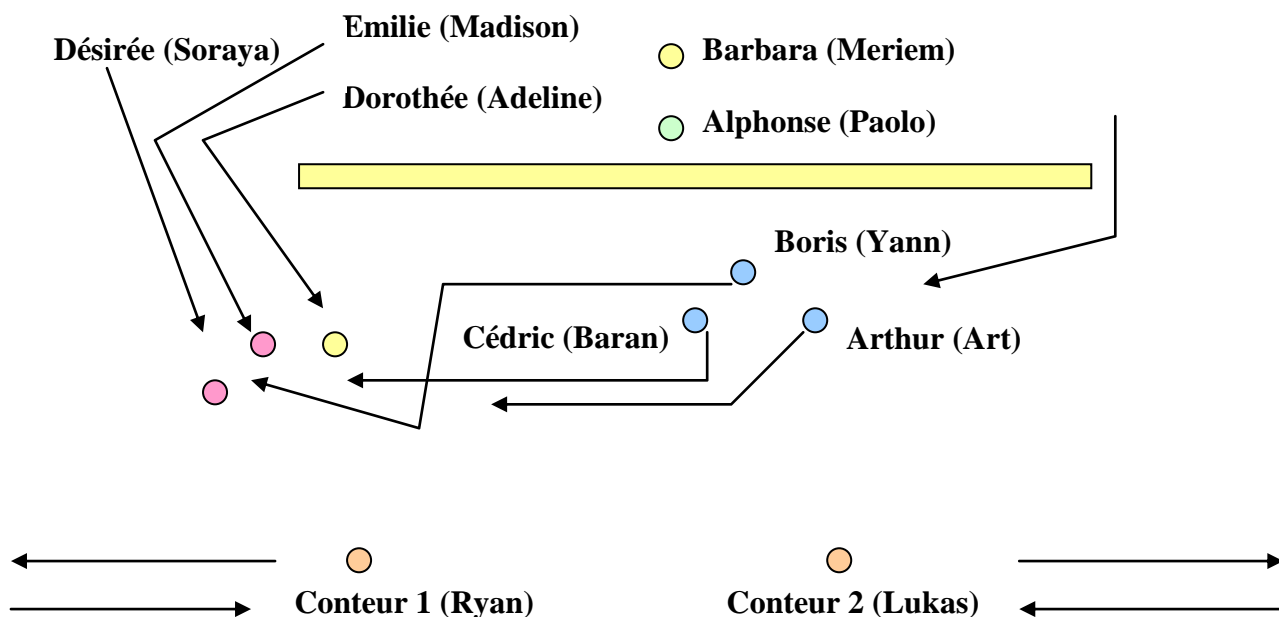 Emilie (Madison)
Désirée (Soraya)
Barbara (Meriem)
Dorothée (Adeline)
Alphonse (Paolo)
Boris (Yann)
Cédric (Baran)
Arthur (Art)
Conteur 1 (Ryan)
Conteur 2 (Lukas)